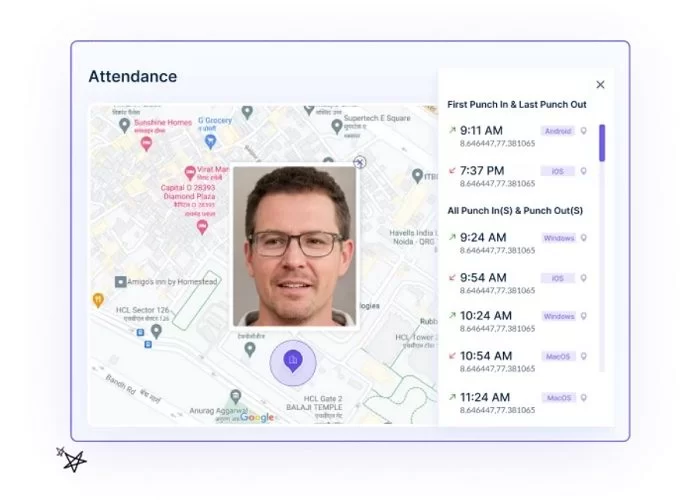 Attendance
Sunshine Homes
G Grocery
Supertech E Square
सुपरटेक ई स्क्वायर
Virat Mar
Capital O 28393
Diamond Plaza
ITBI
Havells India L
Noida - QRG
Amigo's inn by Homestead
HCL Sector 126
ologies
Rubb
HCL Tower
HCL Gate 2
BALAJI TEMPLE
Bandh Rd
Anurag Aggarwal
Google
First Punch In & Last Punch Out
9:11 AM Android
8.646447,77.381065
7:37 PM iOS
8.646447,77.381065
All Punch In(S) & Punch Out(S)
9:24 AM Windows
8.646447,77.381065
9:54 AM iOS
8.646447,77.381065
10:24 AM Windows
8.646447,77.381065
10:54 AM MacOS
8.646447,77.381065
11:24 AM MacOS
8.646447,77.381065